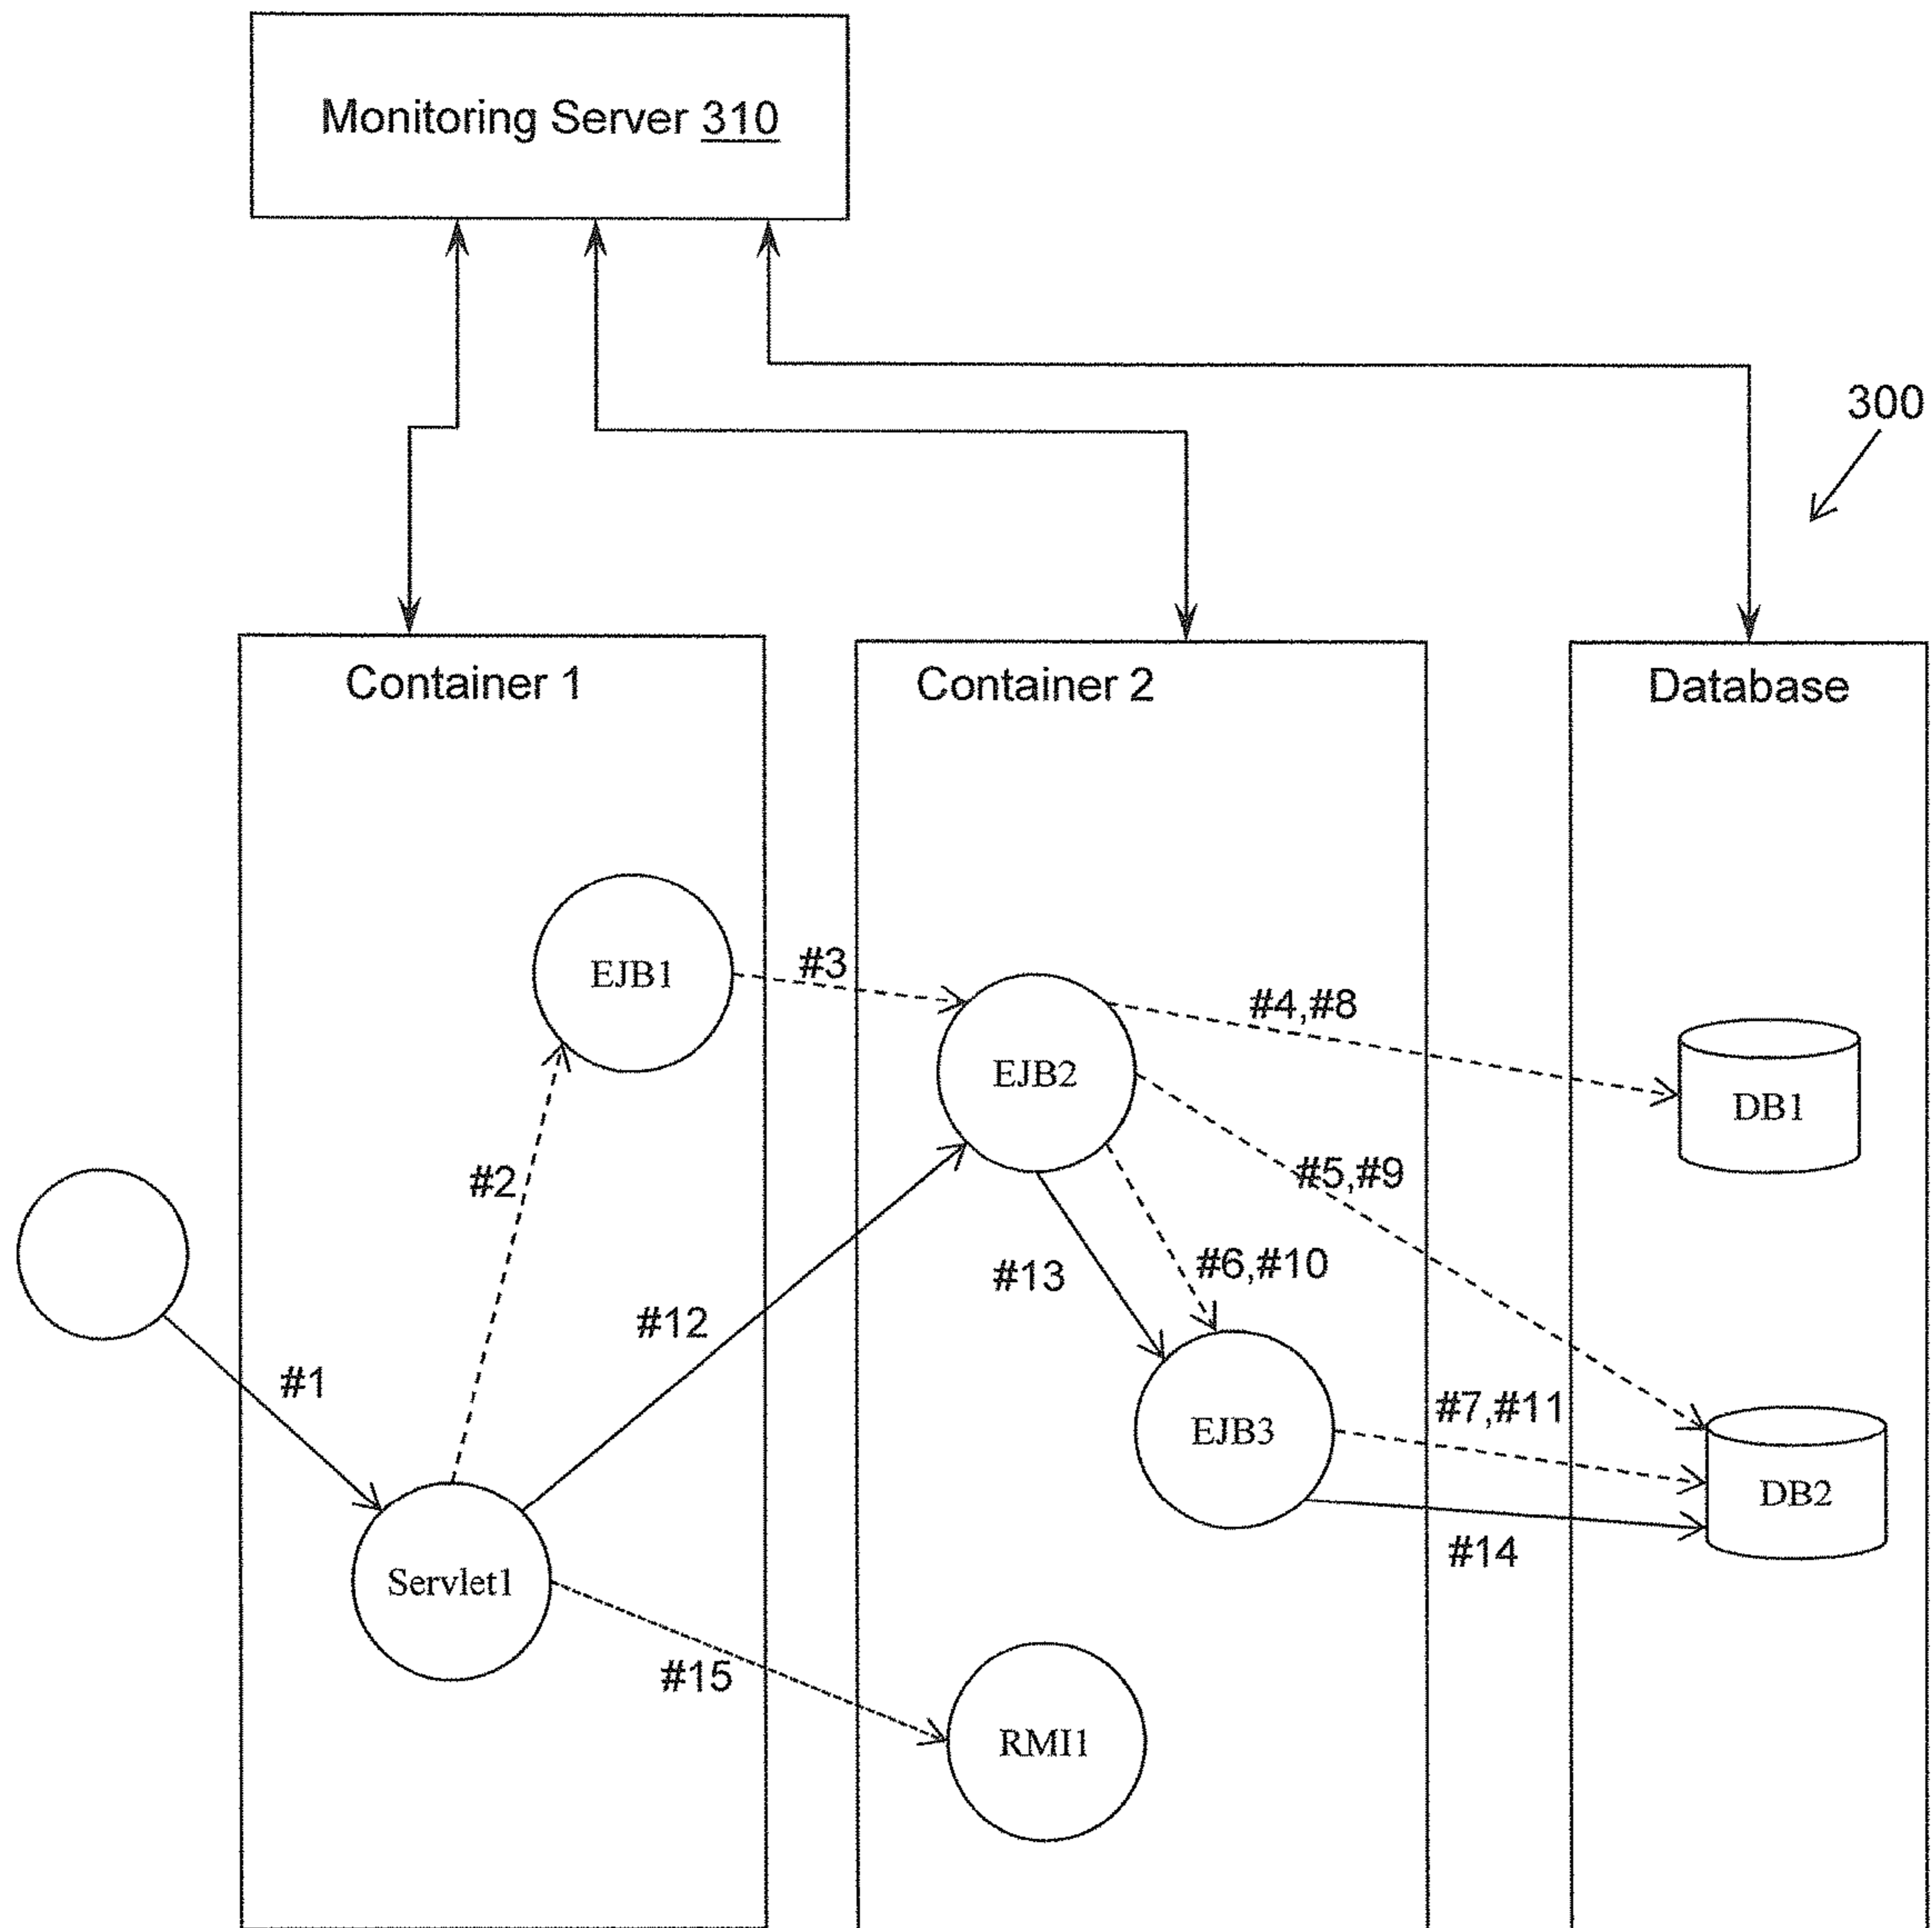 Monitoring Server 310
300
Container 1
Container 2
Database
EJB1
#3
EJB2
#4,#8
DB1
#2
#5,#9
#6,#10
#13
#12
#1
#7,#11
EJB3
DB2
#14
Servlet1
#15
RMI1